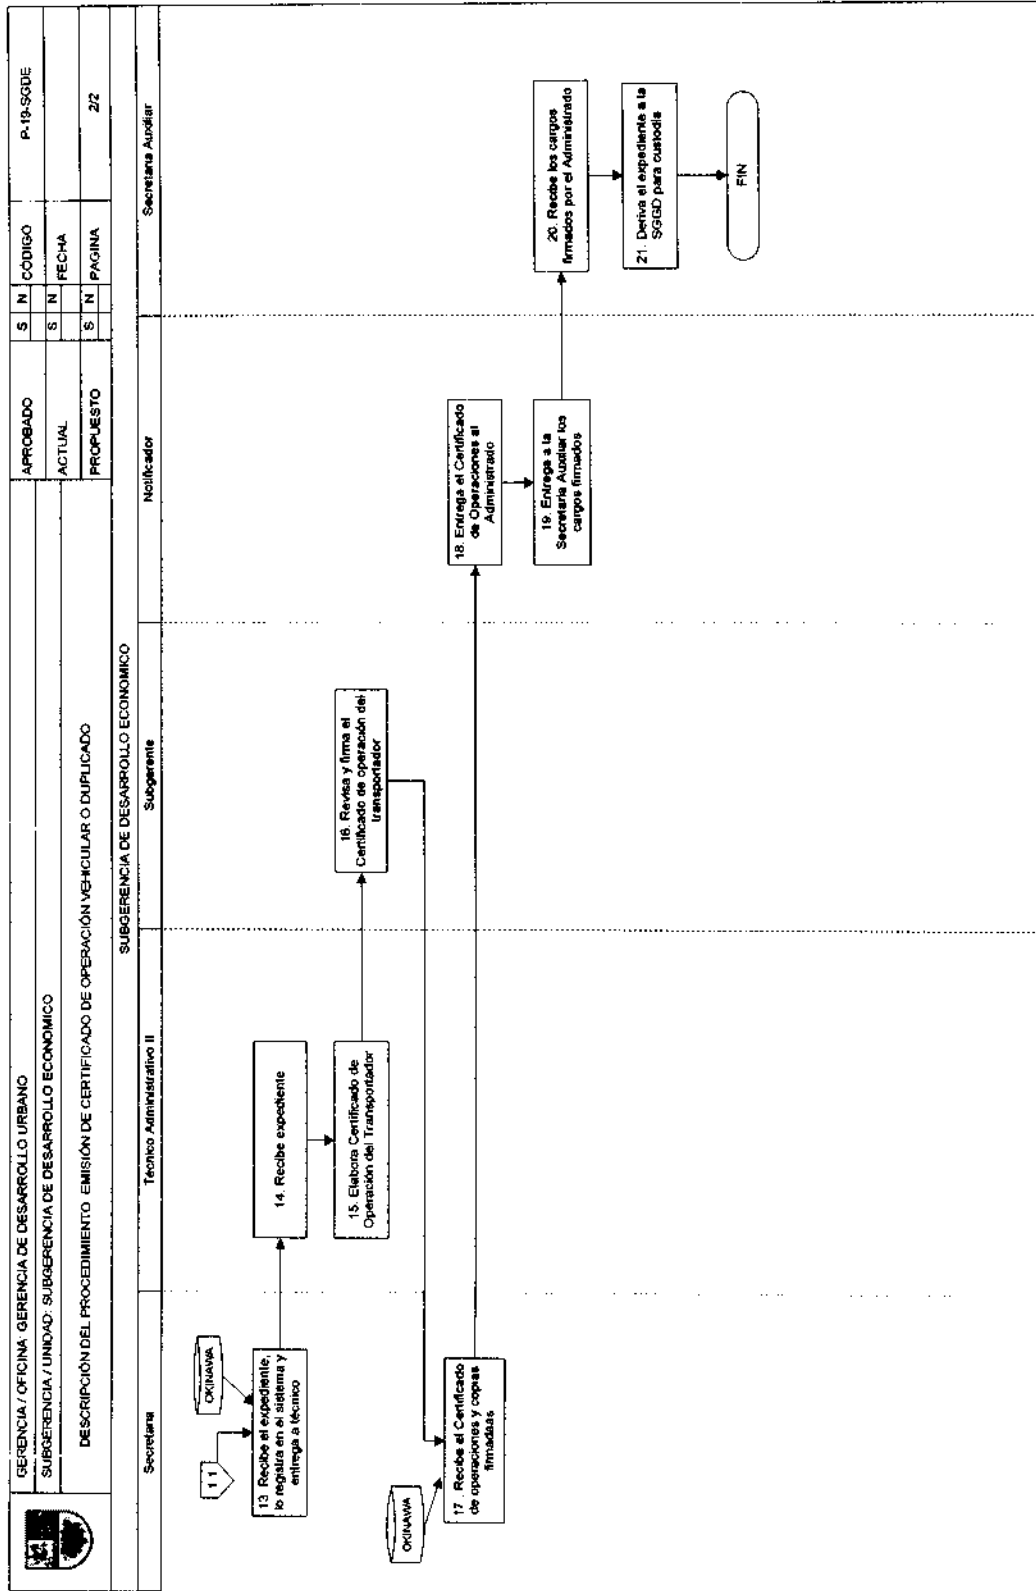 GERENCIA / OFICINA: GERENCIA DE DESARROLLO URBANO
SUBGERENCIA / UNIDAD: SUBGERENCIA DE DESARROLLO ECONOMICO
DESCRIPCIÓN DEL PROCEDIMIENTO EMISIÓN DE CERTIFICADO DE OPERACIÓN VEHICULAR O DUPLICADO
APROBADO S N CÓDIGO P-19-SGDE
ACTUAL S N FECHA
PROPUESTO S N PAGINA 2/2
SUBGERENCIA DE DESARROLLO ECONOMICO
Secretaria
Técnico Administrativo II
Subgerente
Notificador
Secretaria Auxiliar
1.1
OKINAWA
13 Recibe el expediente,
lo registra en el sistema y
entrega a técnico
14. Recibe expediente
15. Elabora Certificado de
Operación del Transportador
16. Revisa y firma el
Certificado de operación del
transportador
OKINAWA
17. Recibe el Certificado
de operaciones y copias
firmadaas
18. Entrega el Certificado
de Operaciones al
Administrado
19. Entrega a la
Secretaria Auxiliar los
cargos firmados
20. Recibe los cargos
firmados por el Administrado
21. Deriva el expediente a la
SGGD para custodia
FIN